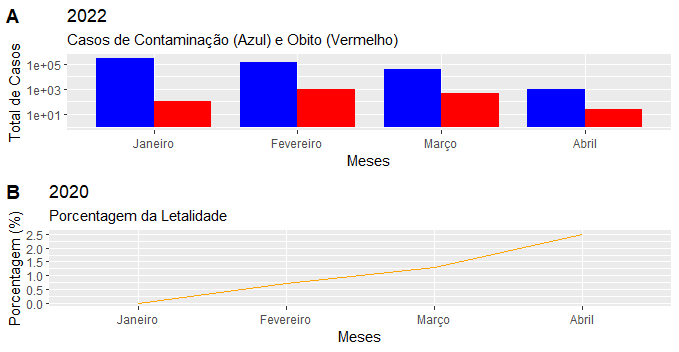 A
2022
Casos de Contaminação (Azul) e Obito (Vermelho)
Total de Casos
1e+05
1e+03
1e+01
Janeiro Fevereiro Março Abril
Meses
B
2020
Porcentagem da Letalidade
Porcentagem (%)
2.5
2.0
1.5
1.0
0.5
0.0
Janeiro Fevereiro Março Abril
Meses